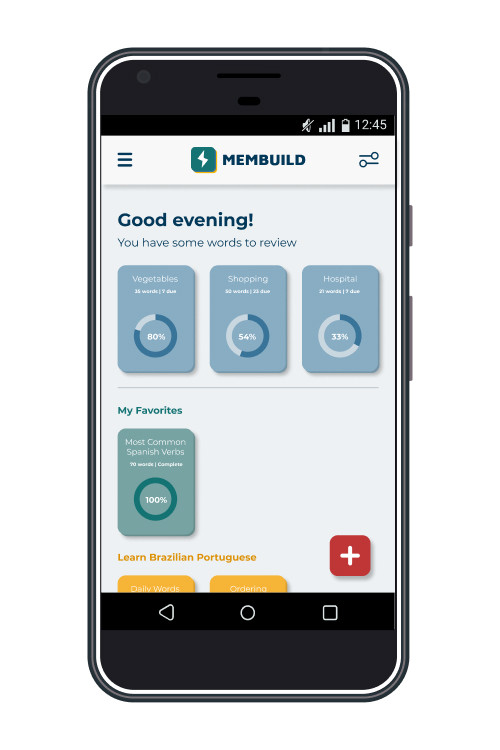 12:45
MEMBUILD
Good evening!
You have some words to review
Vegetables
35 words | 7 due
80%
Shopping
50 words | 23 due
54%
Hospital
21 words | 7 due
33%
My Favorites
Most Common
Spanish Verbs
70 words | Complete
100%
Learn Brazilian Portuguese
Daily Words
Ordering